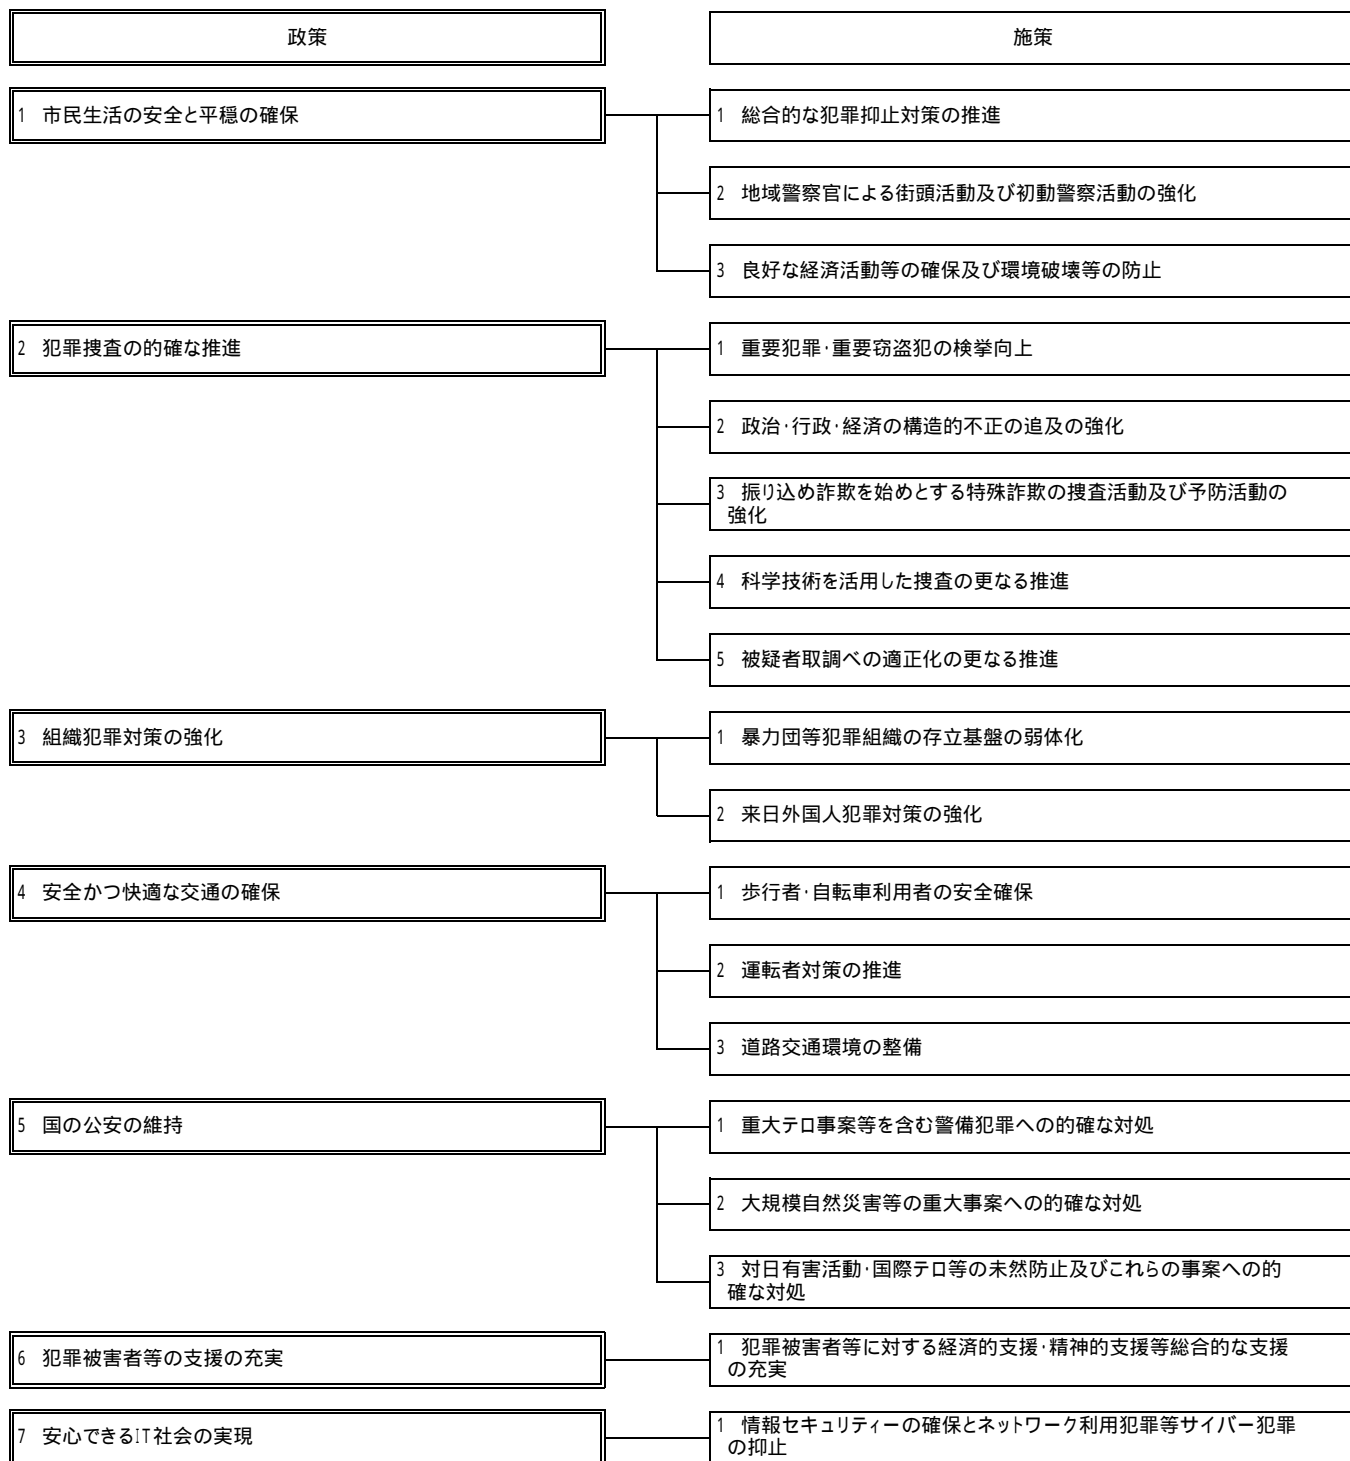 政策
施策
1 市民生活の安全と平穏の確保
1 総合的な犯罪抑止対策の推進
2 地域警察官による街頭活動及び初動警察活動の強化
3 良好な経済活動等の確保及び環境破壊等の防止
2 犯罪捜査の的確な推進
1 重要犯罪・重要窃盗犯の検挙向上
2 政治・行政・経済の構造的不正の追及の強化
3 振り込め詐欺を始めとする特殊詐欺の捜査活動及び予防活動の
強化
4 科学技術を活用した捜査の更なる推進
5 被疑者取調べの適正化の更なる推進
3 組織犯罪対策の強化
1 暴力団等犯罪組織の存立基盤の弱体化
2 来日外国人犯罪対策の強化
4 安全かつ快適な交通の確保
1 歩行者・自転車利用者の安全確保
2 運転者対策の推進
3 道路交通環境の整備
5 国の公安の維持
1 重大テロ事案等を含む警備犯罪への的確な対処
2 大規模自然災害等の重大事案への的確な対処
3 対日有害活動・国際テロ等の未然防止及びこれらの事案への的
確な対処
6 犯罪被害者等の支援の充実
1 犯罪被害者等に対する経済的支援・精神的支援等総合的な支援
の充実
7 安心できるIT社会の実現
1 情報セキュリティーの確保とネットワーク利用犯罪等サイバー犯罪
の抑止